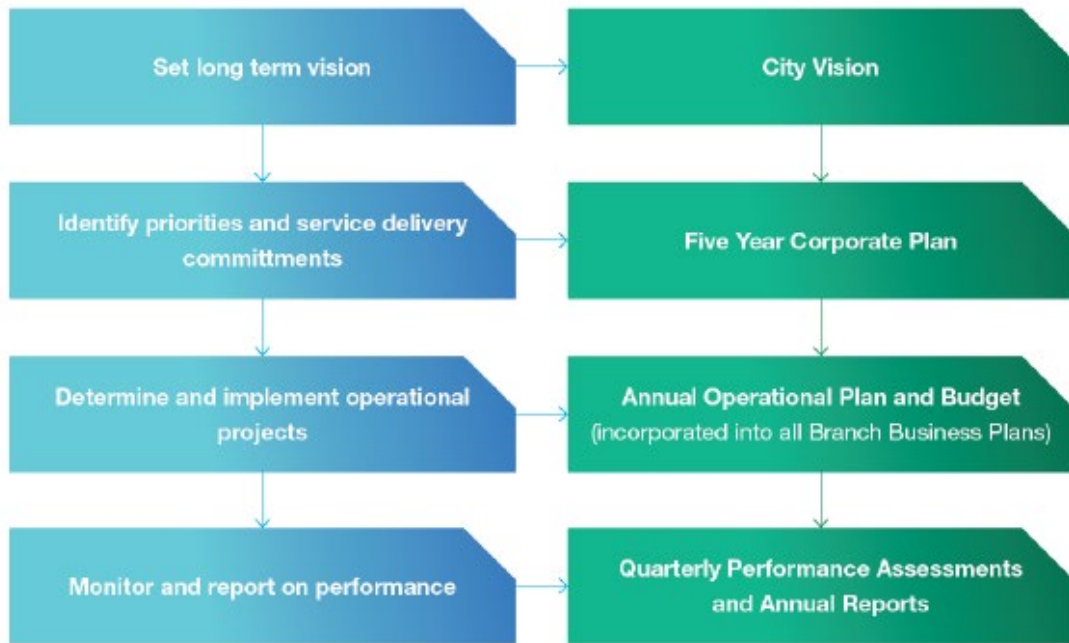 Set long term vision
City Vision
Identify priorities and service delivery
committments
Five Year Corporate Plan
Determine and implement operational
projects
Annual Operational Plan and Budget
(incorporated into all Branch Business Plans)
Monitor and report on performance
Quarterly Performance Assessments
and Annual Reports